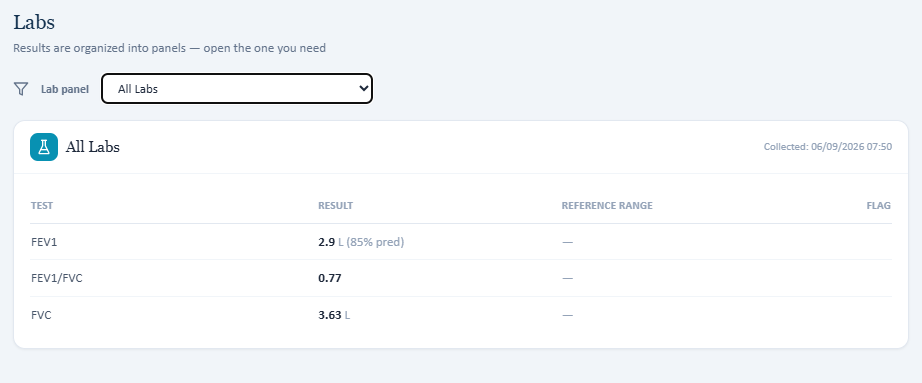 Labs
Results are organized into panels — open the one you need
Lab panel All Labs
All Labs Collected: 06/09/2026 07:50
TEST RESULT REFERENCE RANGE FLAG
FEV1 2.9 L (85% pred) —
FEV1/FVC 0.77 —
FVC 3.63 L —